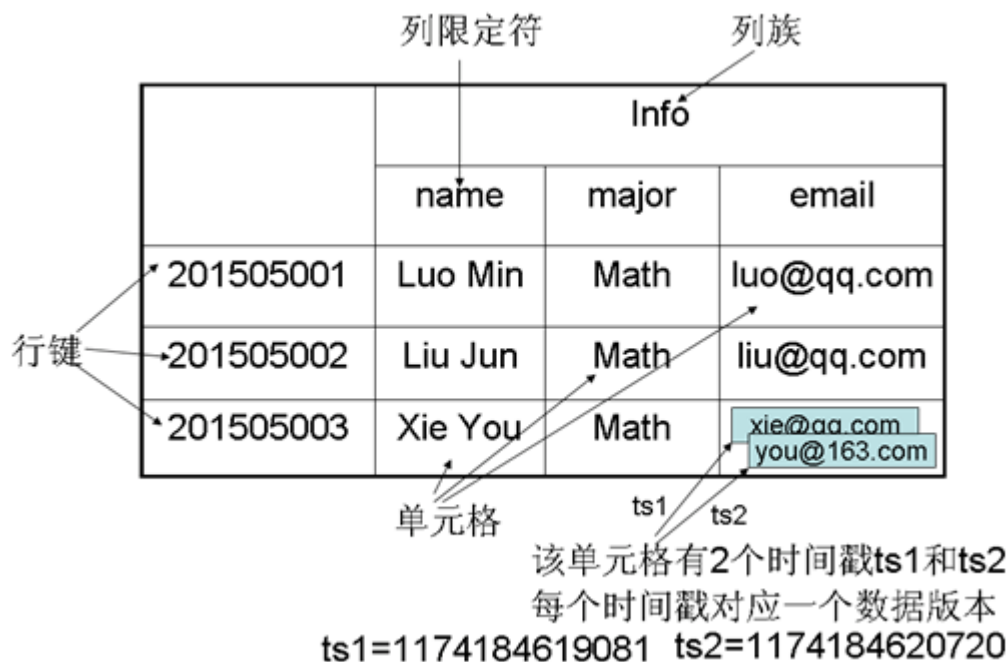 列限定符 列族
Info
name major email
201505001 Luo Min Math luo@qq.com
行键
201505002 Liu Jun Math liu@qq.com
201505003 Xie You Math xie@qq.com
you@163.com
单元格 ts1 ts2
该单元格有2个时间戳ts1和ts2
每个时间戳对应一个数据版本
ts1=1174184619081 ts2=1174184620720